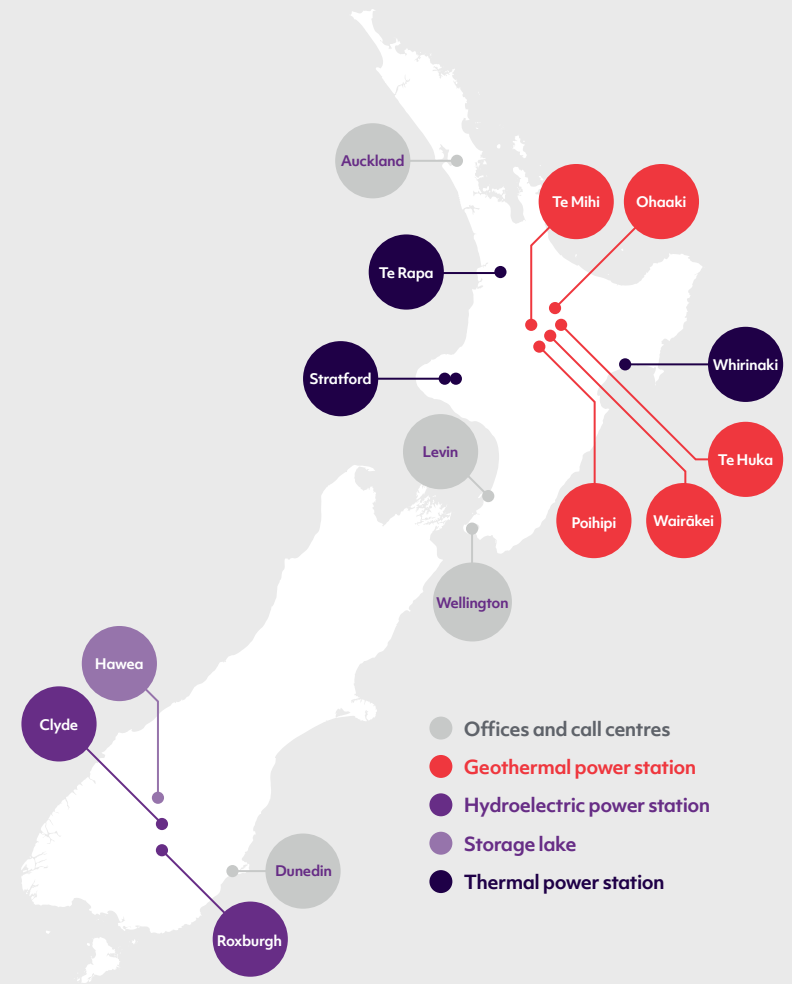 Auckland
Te Mihi
Ohaaki
Te Rapa
Whirinaki
Stratford
Levin
Te Huka
Poihipi
Wairākei
Wellington
Hawea
Clyde
Dunedin
Roxburgh
Offices and call centres
Geothermal power station
Hydroelectric power station
Storage lake
Thermal power station